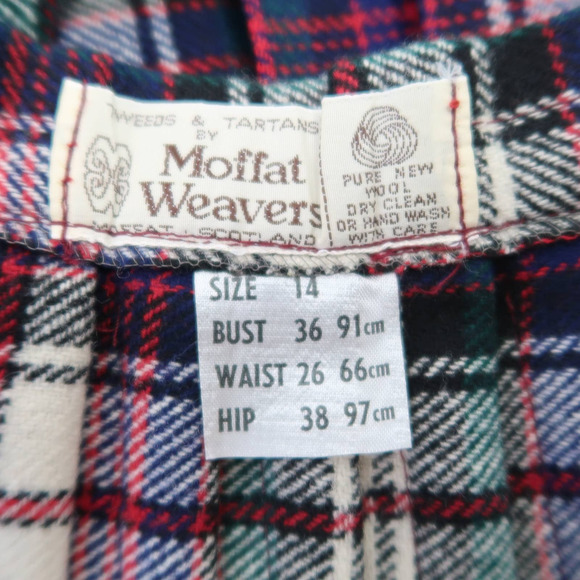 TWEEDS & TARTANS
BY
Moffat
Weavers
MOFFAT · SCOTLAND
PURE NEW
WOOL
DRY CLEAN
OR HAND WASH
WITH CARE
SIZE 14
BUST 36 91cm
WAIST 26 66cm
HIP 38 97cm